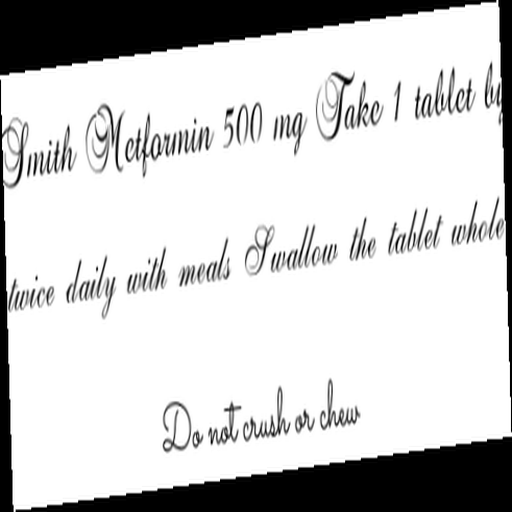 Smith Metformin 500 mg Take 1 tablet by
twice daily with meals Swallow the tablet whole
Do not crush or chew